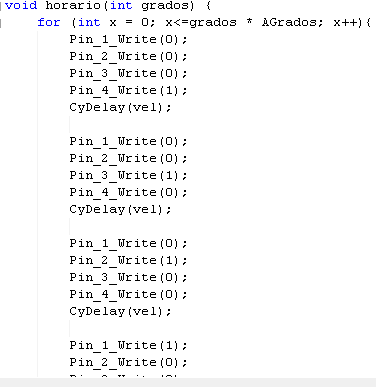 void horario(int grados) {
for (int x = 0; x<=grados * AGrados; x++){
Pin_1_Write(0);
Pin_2_Write(0);
Pin_3_Write(0);
Pin_4_Write(1);
CyDelay(vel);
Pin_1_Write(0);
Pin_2_Write(0);
Pin_3_Write(1);
Pin_4_Write(0);
CyDelay(vel);
Pin_1_Write(0);
Pin_2_Write(1);
Pin_3_Write(0);
Pin_4_Write(0);
CyDelay(vel);
Pin_1_Write(1);
Pin_2_Write(0);